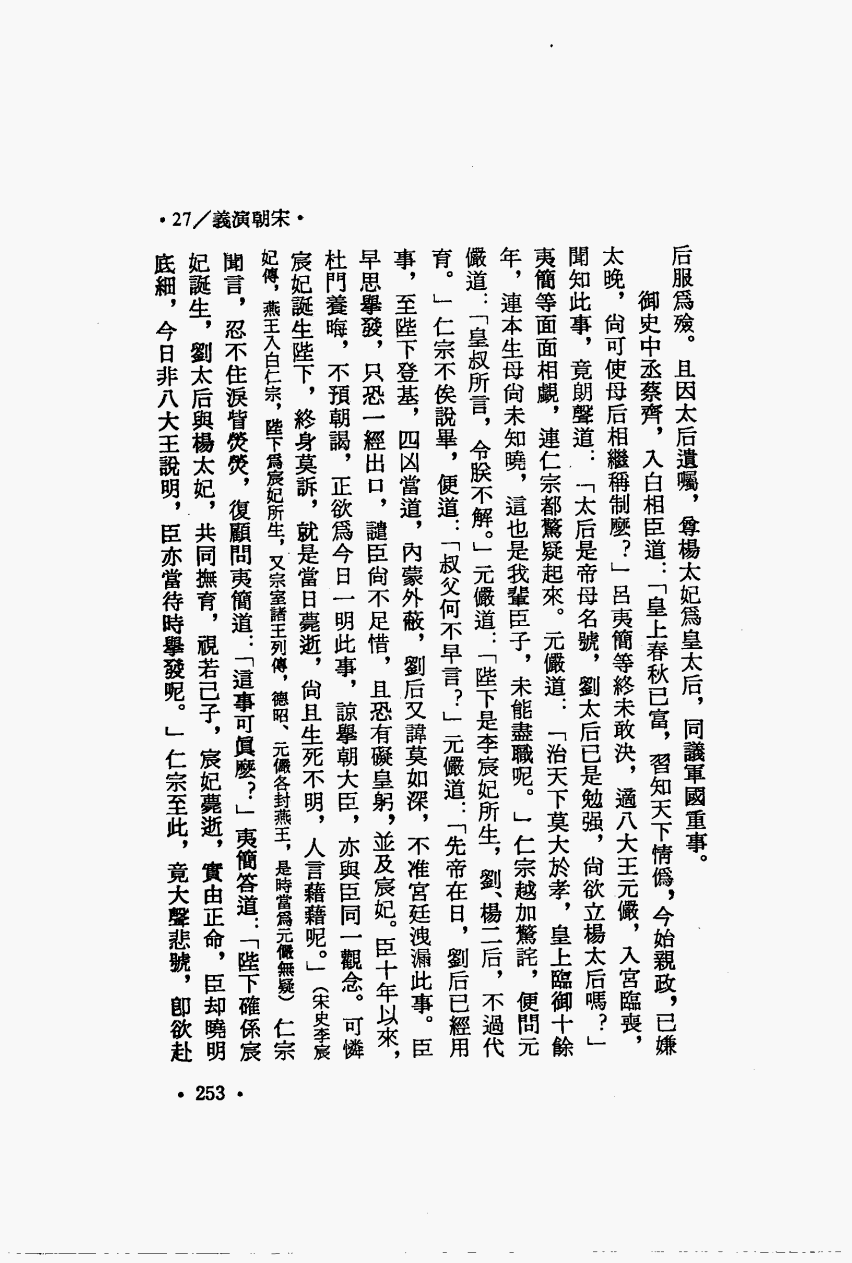 •27／義演朝宋•
后服爲殮。且因太后遺囑，尊楊太妃爲皇太后，同議軍國重事。
御史中丞蔡齊，入白相臣道：「皇上春秋已富，習知天下情僞，今始親政，已嫌
太晚，尙可使母后相繼稱制麼？」呂夷簡等終未敢決，適八大王元儼，入宮臨喪，
聞知此事，竟朗聲道：「太后是帝母名號，劉太后已是勉强，尙欲立楊太后嗎？」
夷簡等面面相覷，連仁宗都驚疑起來。元儼道：「治天下莫大於孝，皇上臨御十餘
年，連本生母尙未知曉，這也是我輩臣子，未能盡職呢。」仁宗越加驚詫，便問元
儼道：「皇叔所言，令朕不解。」元儼道：「陛下是李宸妃所生，劉、楊二后，不過代
育。」仁宗不俟說畢，便道：「叔父何不早言？」元儼道：「先帝在日，劉后已經用
事，至陛下登基，四凶當道，內蒙外蔽，劉后又諱莫如深，不准宮廷洩漏此事。臣
早思舉發，只恐一經出口，譴臣尙不足惜，且恐有礙皇躬，並及宸妃。臣十年以來，
杜門養晦，不預朝謁，正欲爲今日一明此事，諒舉朝大臣，亦與臣同一觀念。可憐
宸妃誕生陛下，終身莫訴，就是當日薨逝，尙且生死不明，人言藉藉呢。」（宋史李宸
妃傳，燕王入白仁宗，陛下爲宸妃所生，又宗室諸王列傳，德昭、元儼各封燕王，是時當爲元儼無疑）仁宗
聞言，忍不住淚眥熒熒，復顧問夷簡道：「這事可眞麼？」夷簡答道：「陛下確係宸
妃誕生，劉太后與楊太妃，共同撫育，視若己子，宸妃薨逝，實由正命，臣却曉明
底細，今日非八大王說明，臣亦當待時舉發呢。」仁宗至此，竟大聲悲號，卽欲赴
•253•